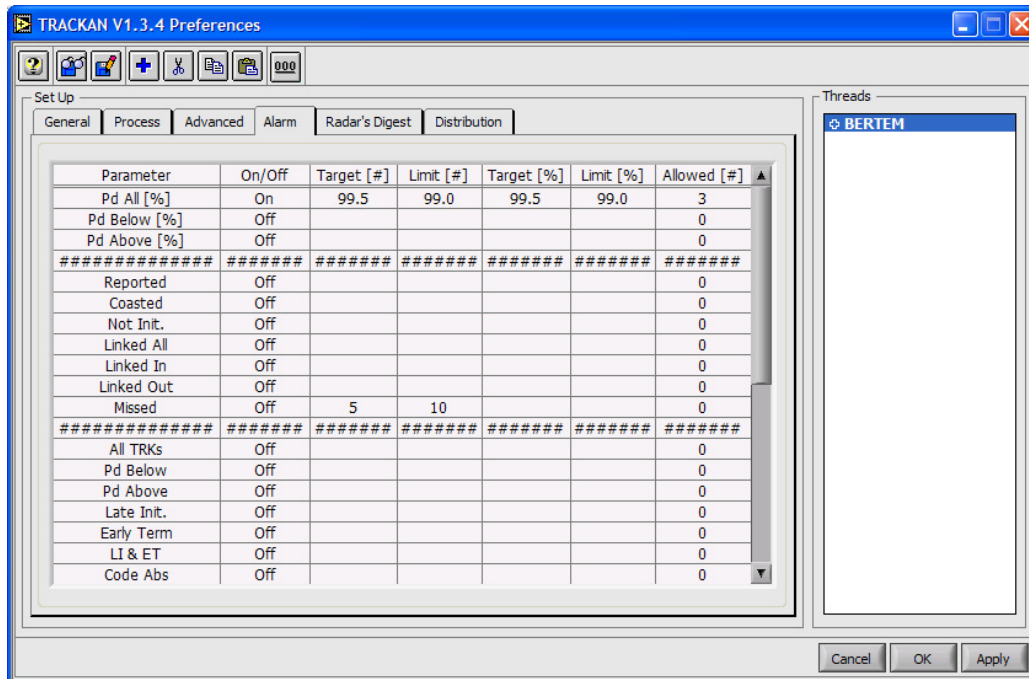 TRACKAN V1.3.4 Preferences
000
Set Up
General Process Advanced Alarm Radar's Digest Distribution
Threads
BERTEM
Parameter On/Off Target [#] Limit [#] Target [%] Limit [%] Allowed [#]
Pd All [%] On 99.5 99.0 99.5 99.0 3
Pd Below [%] Off 0
Pd Above [%] Off 0
############## ####### ####### ####### ####### ####### #######
Reported Off 0
Coasted Off 0
Not Init. Off 0
Linked All Off 0
Linked In Off 0
Linked Out Off 0
Missed Off 5 10 0
############## ####### ####### ####### ####### ####### #######
All TRKs Off 0
Pd Below Off 0
Pd Above Off 0
Late Init. Off 0
Early Term Off 0
LI & ET Off 0
Code Abs Off 0
Cancel OK Apply